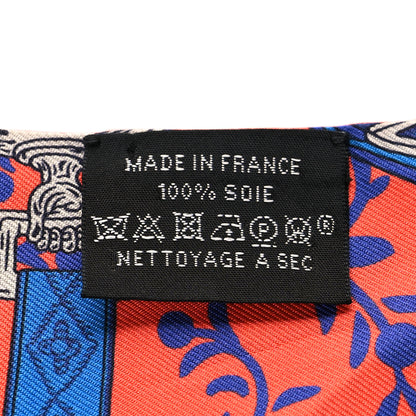 MADE IN FRANCE
100% SOIE
®
NETTOYAGE A SEC